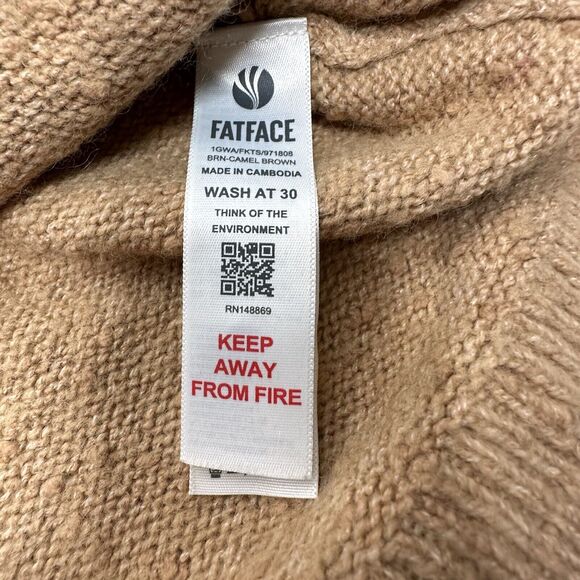 FATFACE
1GWA/FKTS/971808
BRN-CAMEL BROWN
MADE IN CAMBODIA
WASH AT 30
THINK OF THE
ENVIRONMENT
RN148869
KEEP
AWAY
FROM FIRE